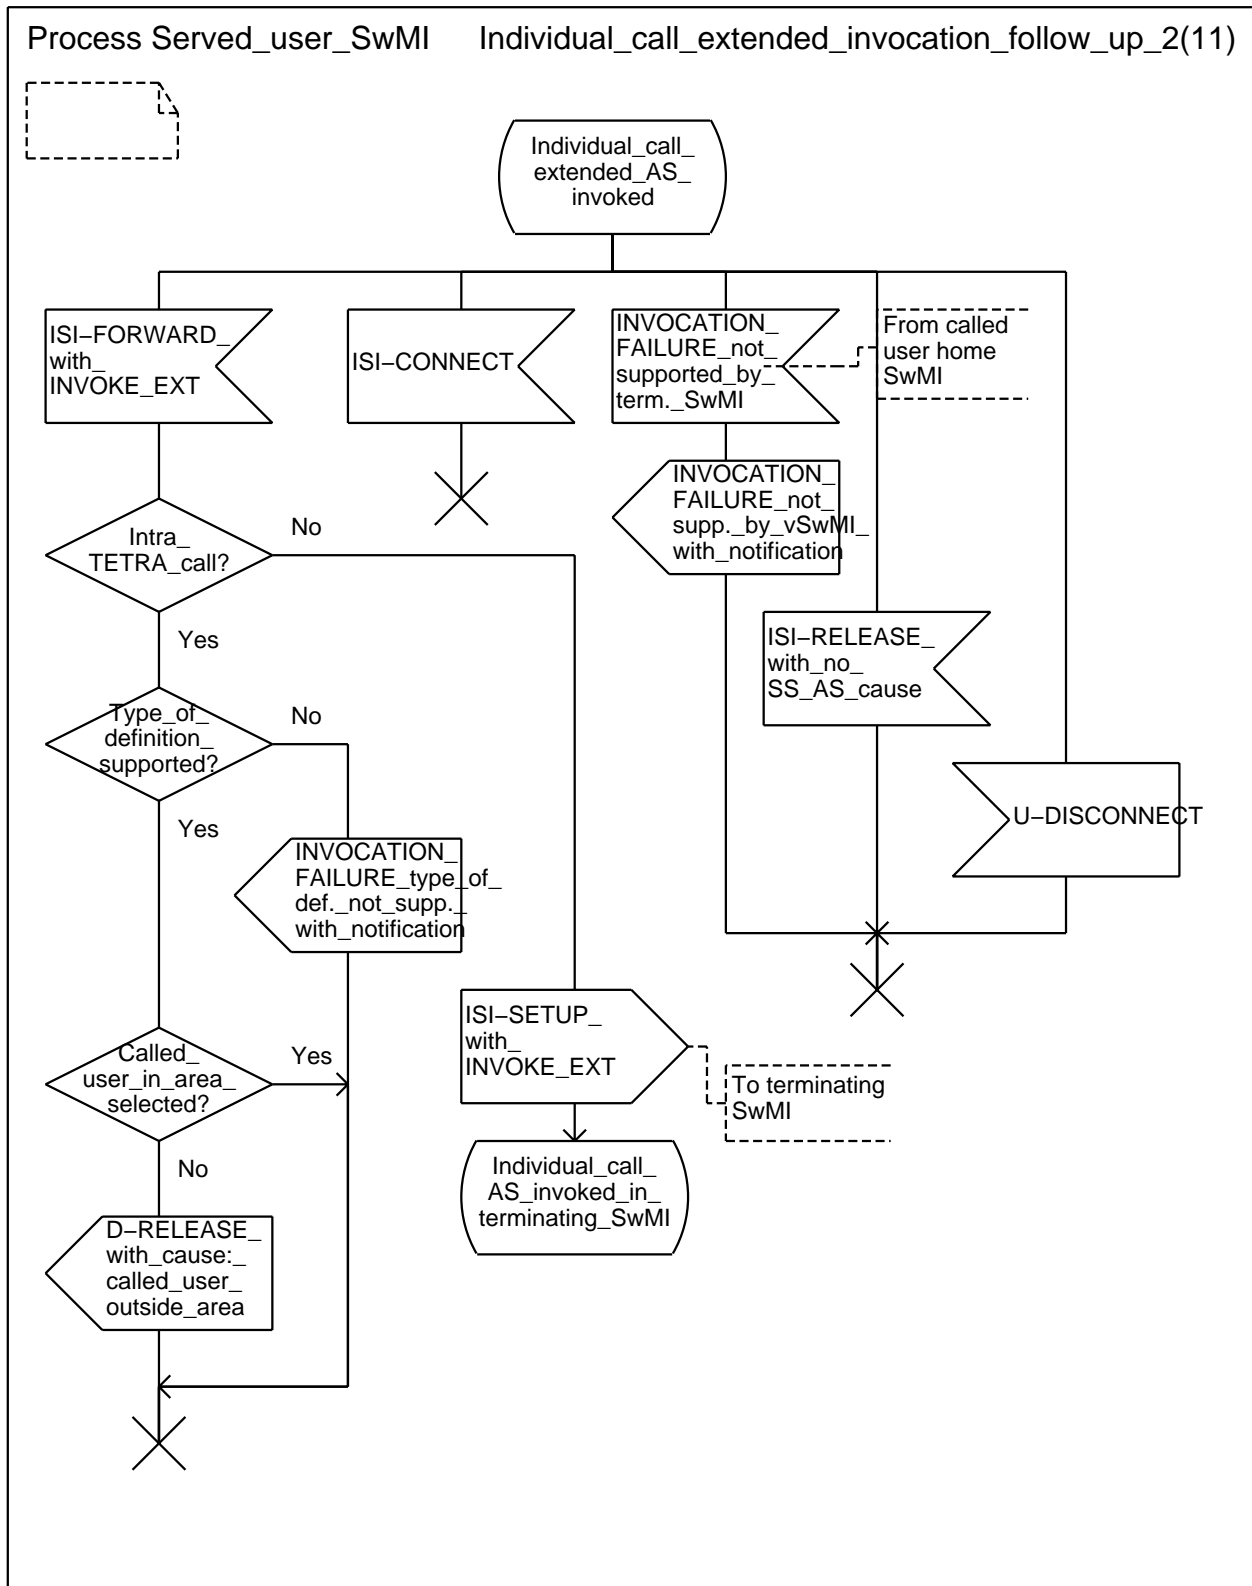 Process Served_user_SwMI Individual_call_extended_invocation_follow_up_2(11)
Individual_call_
extended_AS_
invoked
ISI−FORWARD_
with_
INVOKE_EXT
ISI−CONNECT
INVOCATION_
FAILURE_not_
supported_by_
term._SwMI
From called
user home
SwMI
INVOCATION_
FAILURE_not_
supp._by_vSwMI_
with_notification
Intra_
TETRA_call?
No
Yes
ISI−RELEASE_
with_no_
SS_AS_cause
Type_of_
definition_
supported?
No
Yes
U−DISCONNECT
INVOCATION_
FAILURE_type_of_
def._not_supp._
with_notification
ISI−SETUP_
with_
INVOKE_EXT
Called_
user_in_area_
selected?
Yes
No
To terminating
SwMI
Individual_call_
AS_invoked_in_
terminating_SwMI
D−RELEASE_
with_cause:_
called_user_
outside_area